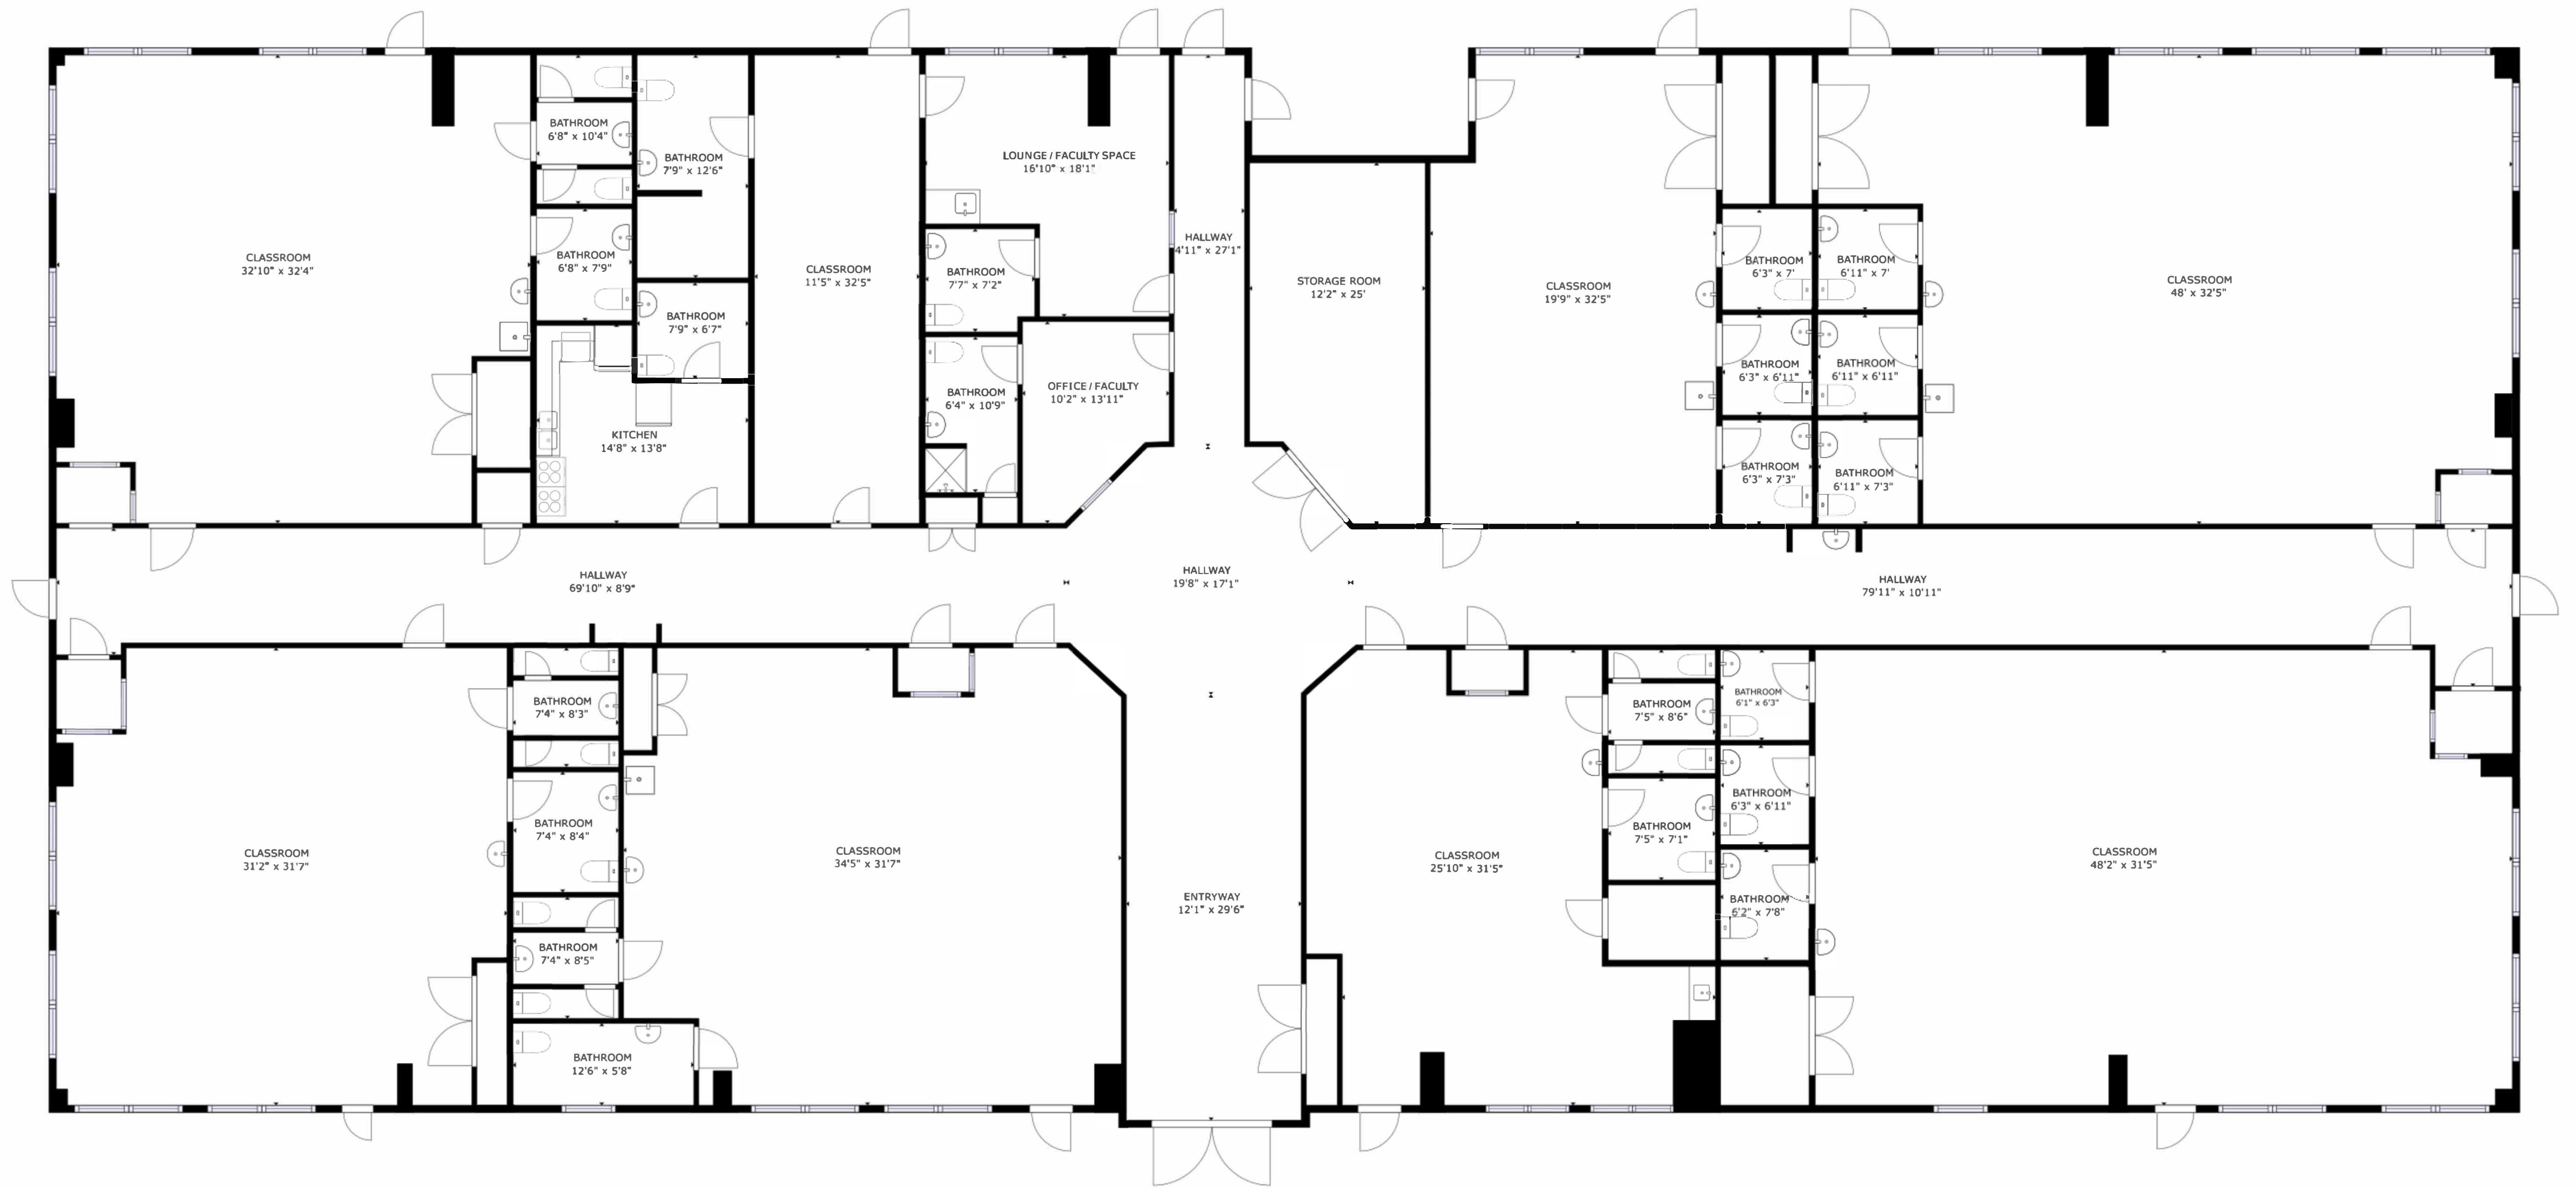 BATHROOM
6'8" x 10'4"
BATHROOM
7'9" x 12'6"
LOUNGE / FACULTY SPACE
16'10" x 18'1"
HALLWAY
4'11" x 27'1"
CLASSROOM
32'10" x 32'4"
BATHROOM
6'8" x 7'9"
CLASSROOM
11'5" x 32'5"
BATHROOM
7'7" x 7'2"
STORAGE ROOM
12'2" x 25'
CLASSROOM
19'9" x 32'5"
BATHROOM
6'3" x 7'
BATHROOM
6'11" x 7'
CLASSROOM
48' x 32'5"
BATHROOM
7'9" x 6'7"
BATHROOM
6'4" x 10'9"
OFFICE / FACULTY
10'2" x 13'11"
BATHROOM
6'3" x 6'11"
BATHROOM
6'11" x 6'11"
KITCHEN
14'8" x 13'8"
BATHROOM
6'3" x 7'3"
BATHROOM
6'11" x 7'3"
HALLWAY
69'10" x 8'9"
HALLWAY
19'8" x 17'1"
HALLWAY
79'11" x 10'11"
BATHROOM
7'4" x 8'3"
BATHROOM
7'5" x 8'6"
BATHROOM
6'1" x 6'3"
BATHROOM
7'4" x 8'4"
BATHROOM
7'5" x 7'1"
BATHROOM
6'3" x 6'11"
CLASSROOM
31'2" x 31'7"
CLASSROOM
34'5" x 31'7"
CLASSROOM
25'10" x 31'5"
CLASSROOM
48'2" x 31'5"
ENTRYWAY
12'1" x 29'6"
BATHROOM
6'2" x 7'8"
BATHROOM
7'4" x 8'5"
BATHROOM
12'6" x 5'8"